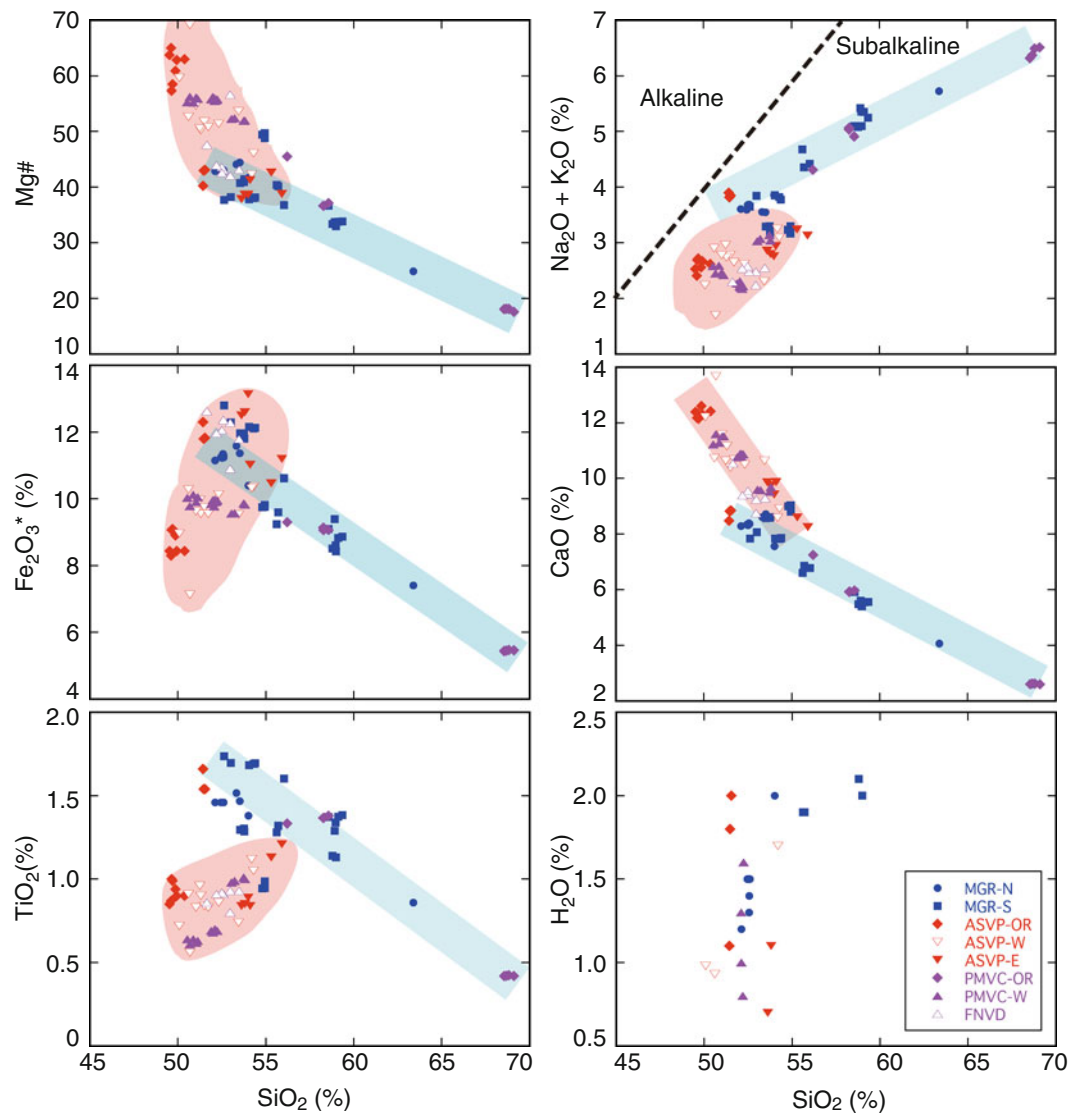 70
60
50
40
30
20
10
Mg#
7
6
5
4
3
2
1
Na2O + K2O (%)
Alkaline
Subalkaline
14
12
10
8
6
4
Fe2O3* (%)
14
12
10
8
6
4
2
CaO (%)
2.0
1.5
1.0
0.5
0
TiO2(%)
45 50 55 60 65 70
SiO2 (%)
2.5
2.0
1.5
1.0
0.5
H2O (%)
MGR-N
MGR-S
ASVP-OR
ASVP-W
ASVP-E
PMVC-OR
PMVC-W
FNVD
45 50 55 60 65 70
SiO2 (%)